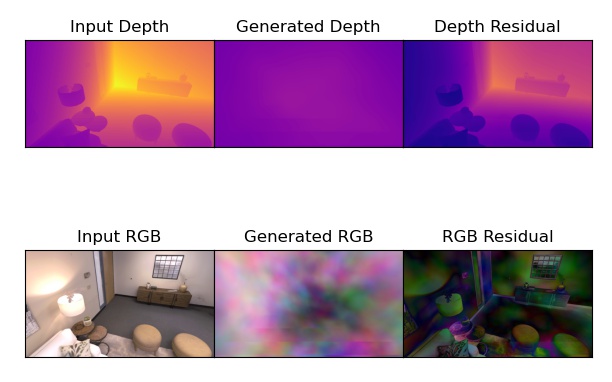 Input Depth
Generated Depth
Depth Residual
Input RGB
Generated RGB
RGB Residual